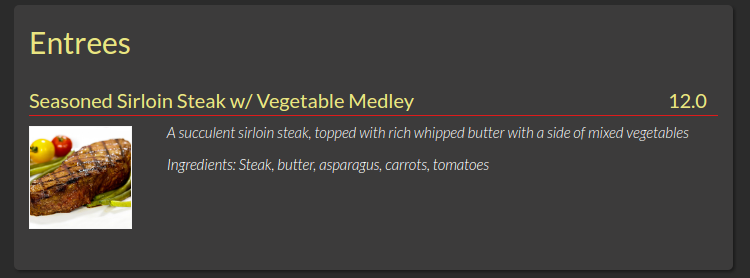 Entrees
Seasoned Sirloin Steak w/ Vegetable Medley 12.0
A succulent sirloin steak, topped with rich whipped butter with a side of mixed vegetables
Ingredients: Steak, butter, asparagus, carrots, tomatoes